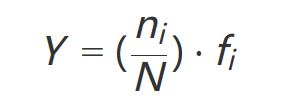 Y = (n_i/N) · f_i